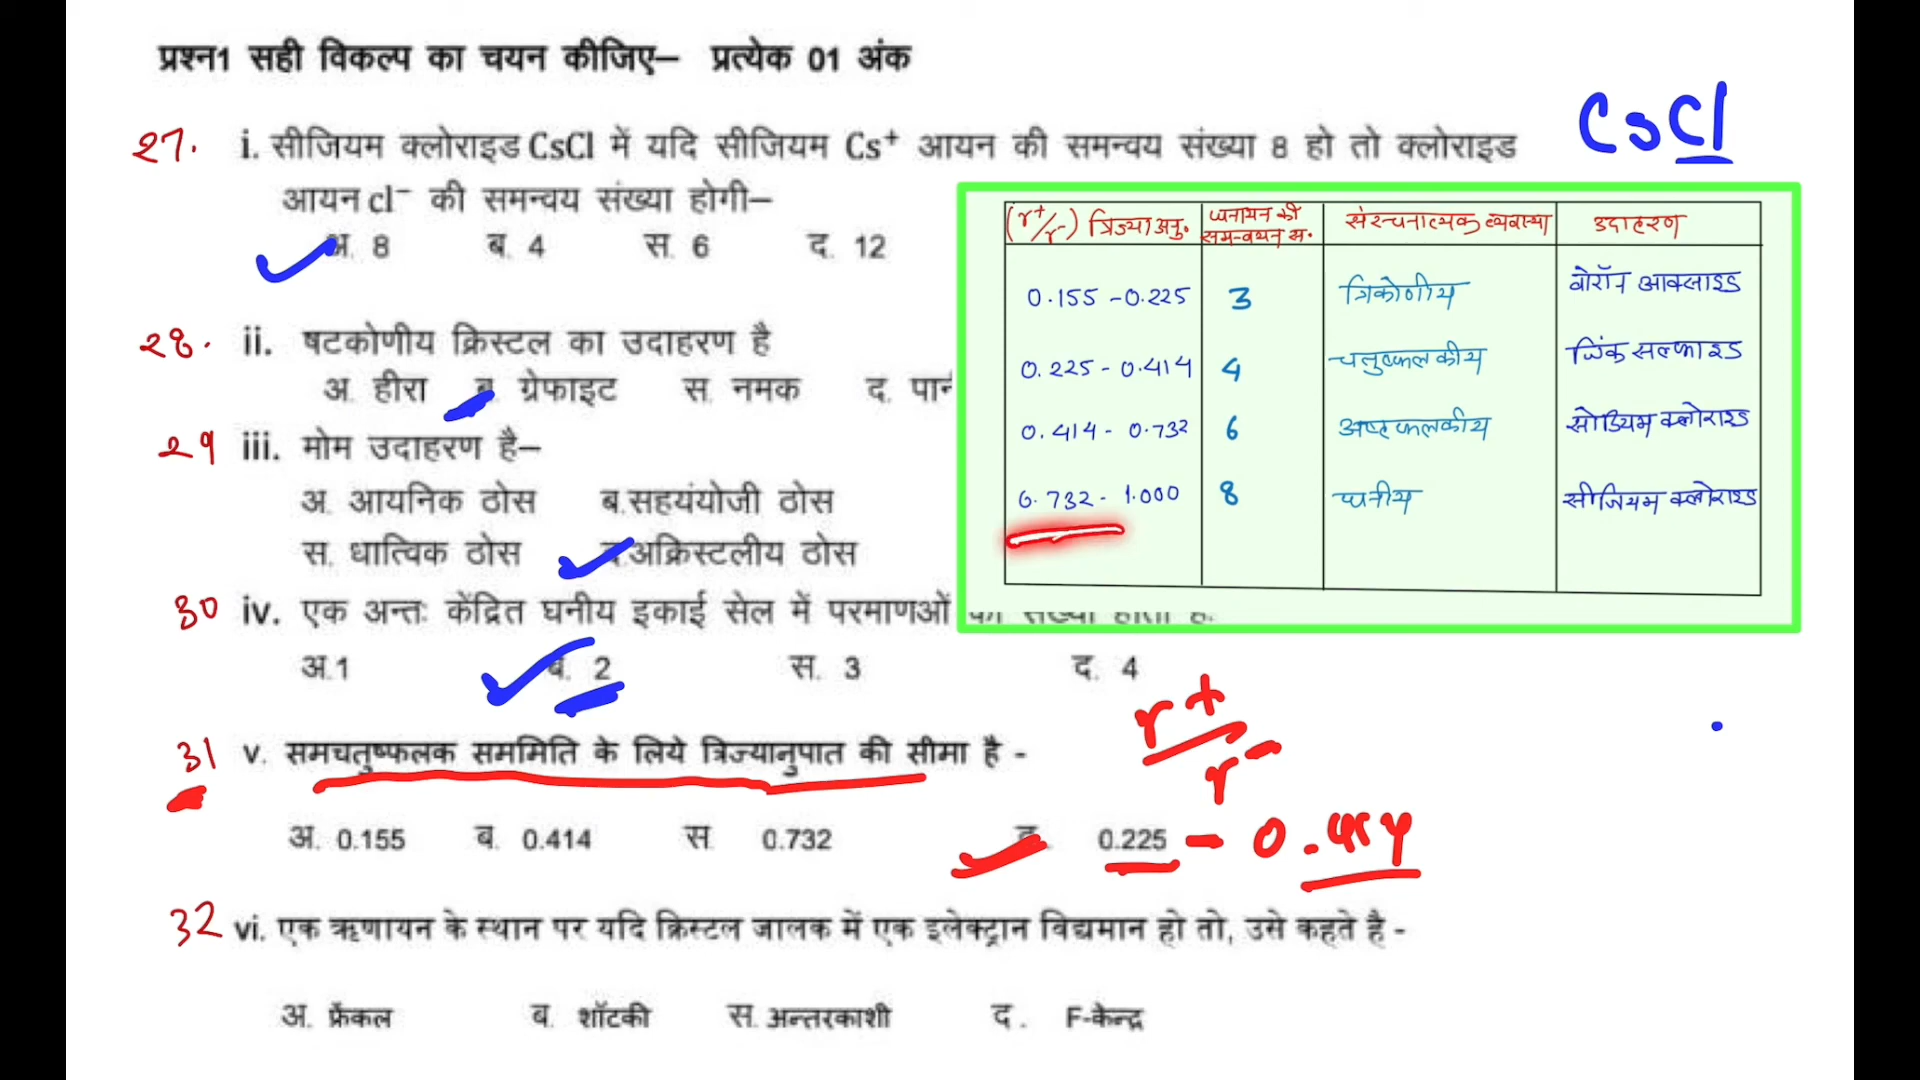 प्रश्न1 सही विकल्प का चयन कीजिए– प्रत्येक 01 अंक
CsCl
27. i. सीजियम क्लोराइड CsCl में यदि सीजियम Cs⁺ आयन की समन्वय संख्या 8 हो तो क्लोराइड
आयन cl⁻ की समन्वय संख्या होगी–
अ. 8 ब. 4 स. 6 द. 12
(r⁺/r⁻) त्रिज्या अनु. धनायन की समन्वयन सं. संरचनात्मक व्यवस्था उदाहरण
0.155 - 0.225 3 त्रिकोणीय बोरॉन आक्साइड
0.225 - 0.414 4 चतुष्फलकीय जिंक सल्फाइड
0.414 - 0.732 6 अष्टफलकीय सोडियम क्लोराइड
0.732 - 1.000 8 घनीय सीजियम क्लोराइड
28. ii. षटकोणीय क्रिस्टल का उदाहरण है
अ. हीरा ब. ग्रेफाइट स. नमक द. पानी
29 iii. मोम उदाहरण है–
अ. आयनिक ठोस ब.सहयंयोजी ठोस
स. धात्विक ठोस द.अक्रिस्टलीय ठोस
30 iv. एक अन्तः केंद्रित घनीय इकाई सेल में परमाणओं की संख्या होती है.
अ.1 ब. 2 स. 3 द. 4
r+
r-
31 v. समचतुष्फलक सममिति के लिये त्रिज्यानुपात की सीमा है -
अ. 0.155 ब. 0.414 स 0.732 द. 0.225 - 0.414
32 vi. एक ऋणायन के स्थान पर यदि क्रिस्टल जालक में एक इलेक्ट्रान विद्यमान हो तो, उसे कहते है -
अ. फ्रेंकल ब. शॉटकी स. अन्तरकाशी द. F-केन्द्र